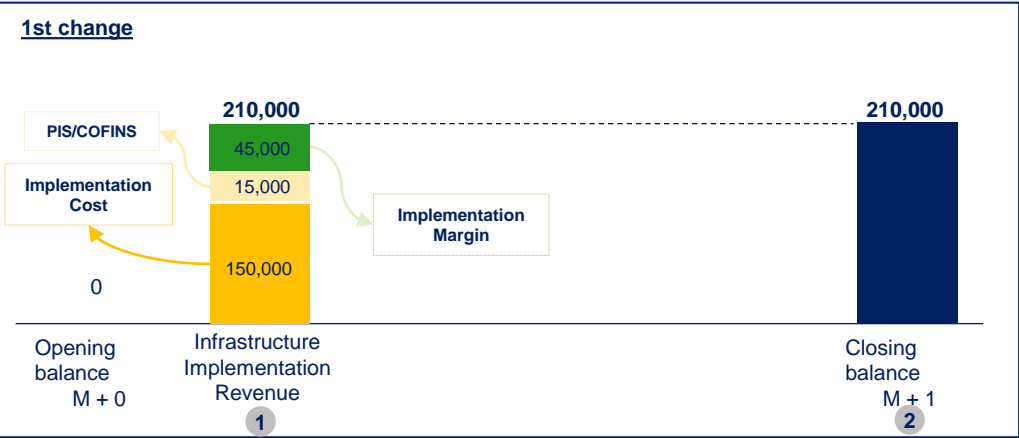 1st change
210,000
210,000
PIS/COFINS
45,000
Implementation
Cost
15,000
Implementation
Margin
150,000
0
Opening
balance
M + 0
Infrastructure
Implementation
Revenue
1
Closing
balance
M + 1
2